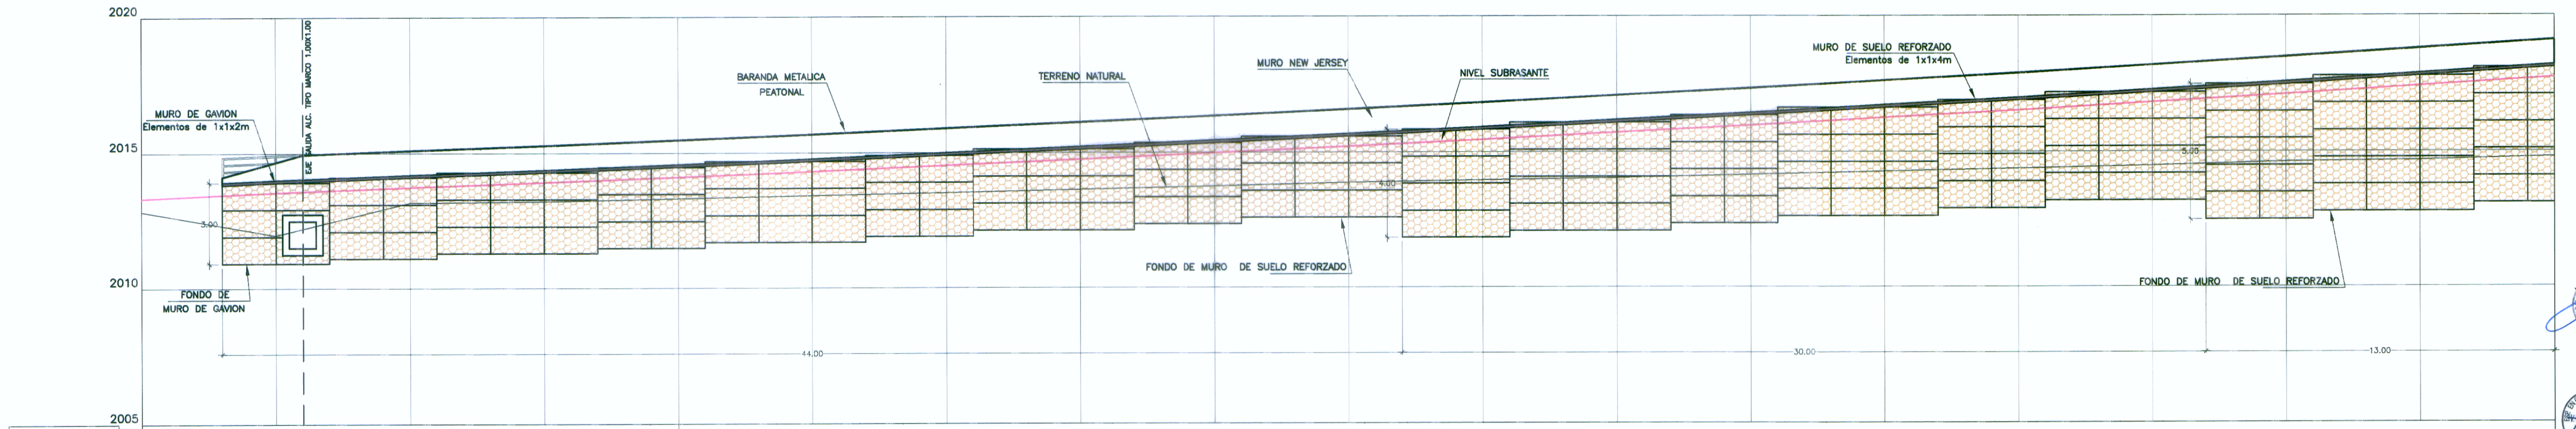 2020
EJE SALIDA ALC. TIPO MARCO 1.00X1.00
MURO DE GAVION
Elementos de 1x1x2m
BARANDA METALICA
PEATONAL
TERRENO NATURAL
MURO NEW JERSEY
NIVEL SUBRASANTE
MURO DE SUELO REFORZADO
Elementos de 1x1x4m
2015
3.00
4.00
5.00
FONDO DE MURO DE SUELO REFORZADO
FONDO DE MURO DE SUELO REFORZADO
2010
FONDO DE
MURO DE GAVION
44.00
30.00
13.00
2005